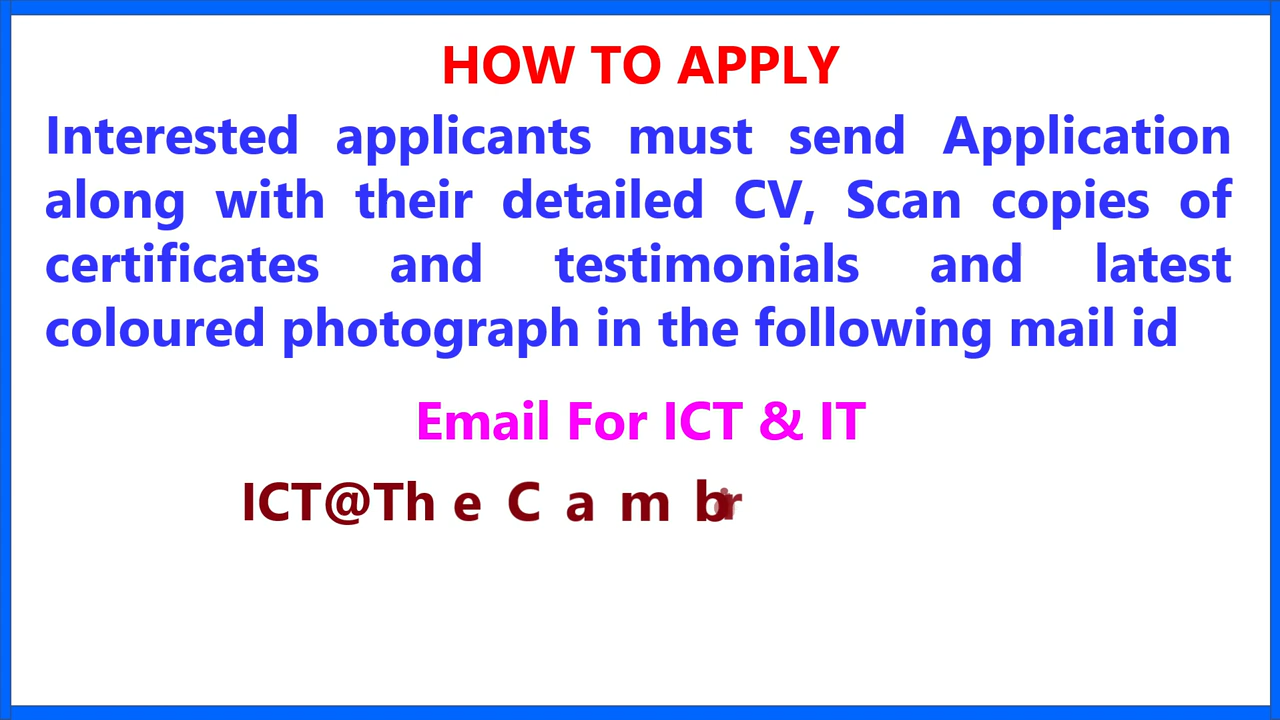 HOW TO APPLY
Interested applicants must send Application
along with their detailed CV, Scan copies of
certificates and testimonials and latest
coloured photograph in the following mail id
Email For ICT & IT
ICT@Th e C a m b